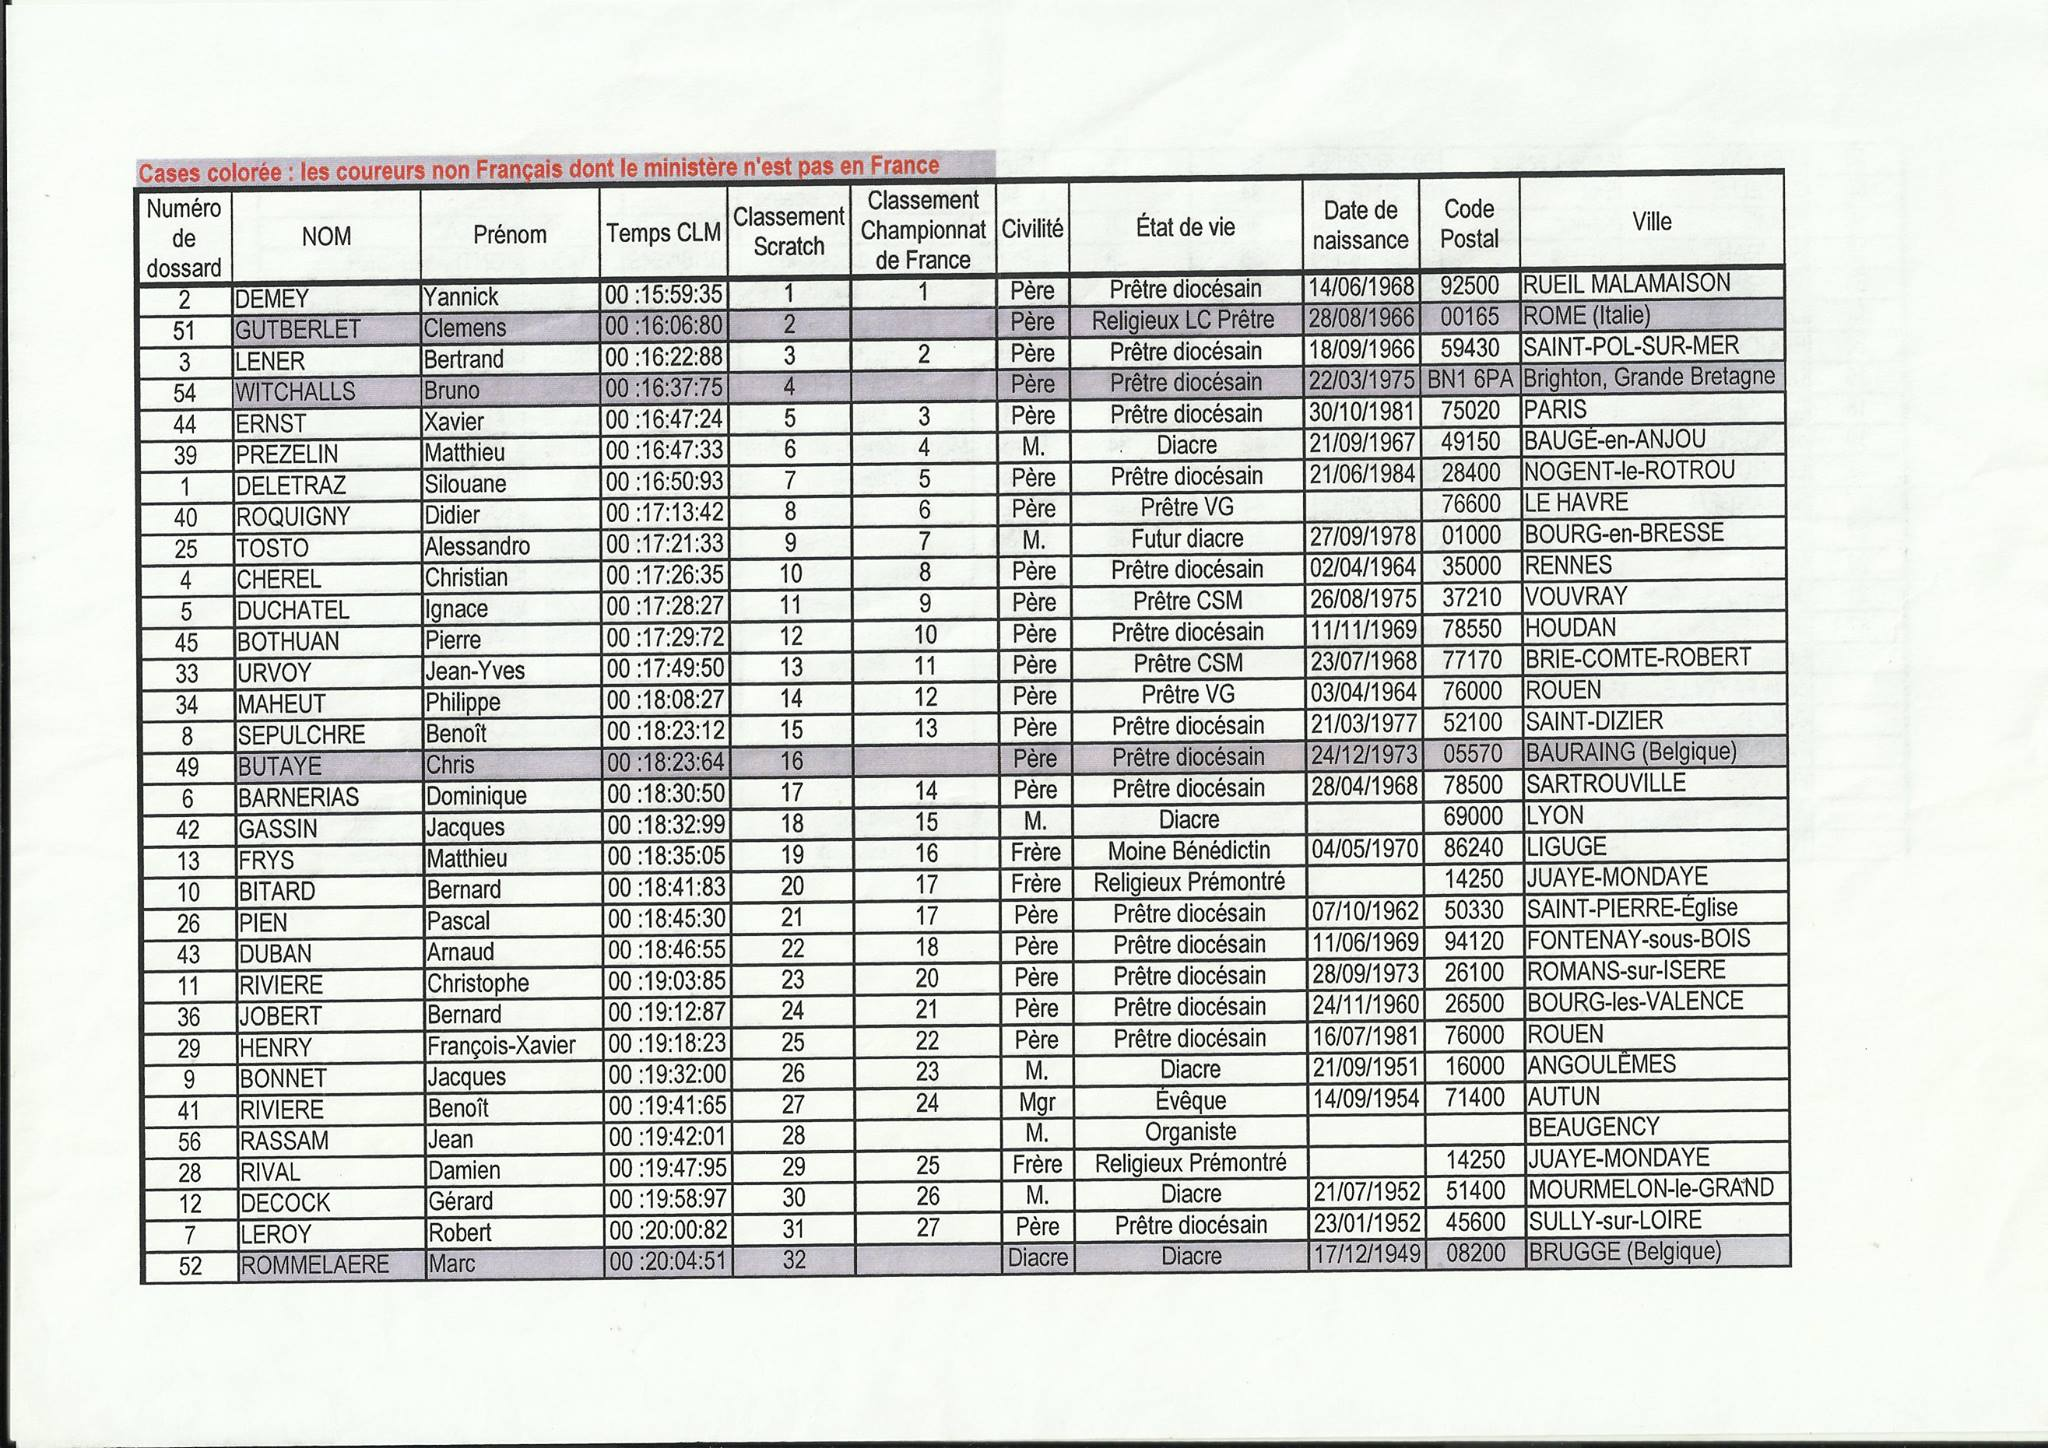 Cases colorée : les coureurs non Français dont le ministère n'est pas en France
Numéro de dossard NOM Prénom Temps CLM Classement Scratch Classement Championnat de France Civilité État de vie Date de naissance Code Postal Ville
2 DEMEY Yannick 00 :15:59:35 1 1 Père Prêtre diocésain 14/06/1968 92500 RUEIL MALAMAISON
51 GUTBERLET Clemens 00 :16:06:80 2 Père Religieux LC Prêtre 28/08/1966 00165 ROME (Italie)
3 LENER Bertrand 00 :16:22:88 3 2 Père Prêtre diocésain 18/09/1966 59430 SAINT-POL-SUR-MER
54 WITCHALLS Bruno 00 :16:37:75 4 Père Prêtre diocésain 22/03/1975 BN1 6PA Brighton, Grande Bretagne
44 ERNST Xavier 00 :16:47:24 5 3 Père Prêtre diocésain 30/10/1981 75020 PARIS
39 PREZELIN Matthieu 00 :16:47:33 6 4 M. Diacre 21/09/1967 49150 BAUGÉ-en-ANJOU
1 DELETRAZ Silouane 00 :16:50:93 7 5 Père Prêtre diocésain 21/06/1984 28400 NOGENT-le-ROTROU
40 ROQUIGNY Didier 00 :17:13:42 8 6 Père Prêtre VG 76600 LE HAVRE
25 TOSTO Alessandro 00 :17:21:33 9 7 M. Futur diacre 27/09/1978 01000 BOURG-en-BRESSE
4 CHEREL Christian 00 :17:26:35 10 8 Père Prêtre diocésain 02/04/1964 35000 RENNES
5 DUCHATEL Ignace 00 :17:28:27 11 9 Père Prêtre CSM 26/08/1975 37210 VOUVRAY
45 BOTHUAN Pierre 00 :17:29:72 12 10 Père Prêtre diocésain 11/11/1969 78550 HOUDAN
33 URVOY Jean-Yves 00 :17:49:50 13 11 Père Prêtre CSM 23/07/1968 77170 BRIE-COMTE-ROBERT
34 MAHEUT Philippe 00 :18:08:27 14 12 Père Prêtre VG 03/04/1964 76000 ROUEN
8 SEPULCHRE Benoît 00 :18:23:12 15 13 Père Prêtre diocésain 21/03/1977 52100 SAINT-DIZIER
49 BUTAYE Chris 00 :18:23:64 16 Père Prêtre diocésain 24/12/1973 05570 BAURAING (Belgique)
6 BARNERIAS Dominique 00 :18:30:50 17 14 Père Prêtre diocésain 28/04/1968 78500 SARTROUVILLE
42 GASSIN Jacques 00 :18:32:99 18 15 M. Diacre 69000 LYON
13 FRYS Matthieu 00 :18:35:05 19 16 Frère Moine Bénédictin 04/05/1970 86240 LIGUGE
10 BITARD Bernard 00 :18:41:83 20 17 Frère Religieux Prémontré 14250 JUAYE-MONDAYE
26 PIEN Pascal 00 :18:45:30 21 17 Père Prêtre diocésain 07/10/1962 50330 SAINT-PIERRE-Église
43 DUBAN Arnaud 00 :18:46:55 22 18 Père Prêtre diocésain 11/06/1969 94120 FONTENAY-sous-BOIS
11 RIVIERE Christophe 00 :19:03:85 23 20 Père Prêtre diocésain 28/09/1973 26100 ROMANS-sur-ISERE
36 JOBERT Bernard 00 :19:12:87 24 21 Père Prêtre diocésain 24/11/1960 26500 BOURG-les-VALENCE
29 HENRY François-Xavier 00 :19:18:23 25 22 Père Prêtre diocésain 16/07/1981 76000 ROUEN
9 BONNET Jacques 00 :19:32:00 26 23 M. Diacre 21/09/1951 16000 ANGOULÊMES
41 RIVIERE Benoît 00 :19:41:65 27 24 Mgr Évêque 14/09/1954 71400 AUTUN
56 RASSAM Jean 00 :19:42:01 28 M. Organiste BEAUGENCY
28 RIVAL Damien 00 :19:47:95 29 25 Frère Religieux Prémontré 14250 JUAYE-MONDAYE
12 DECOCK Gérard 00 :19:58:97 30 26 M. Diacre 21/07/1952 51400 MOURMELON-le-GRAND
7 LEROY Robert 00 :20:00:82 31 27 Père Prêtre diocésain 23/01/1952 45600 SULLY-sur-LOIRE
52 ROMMELAERE Marc 00 :20:04:51 32 Diacre Diacre 17/12/1949 08200 BRUGGE (Belgique)